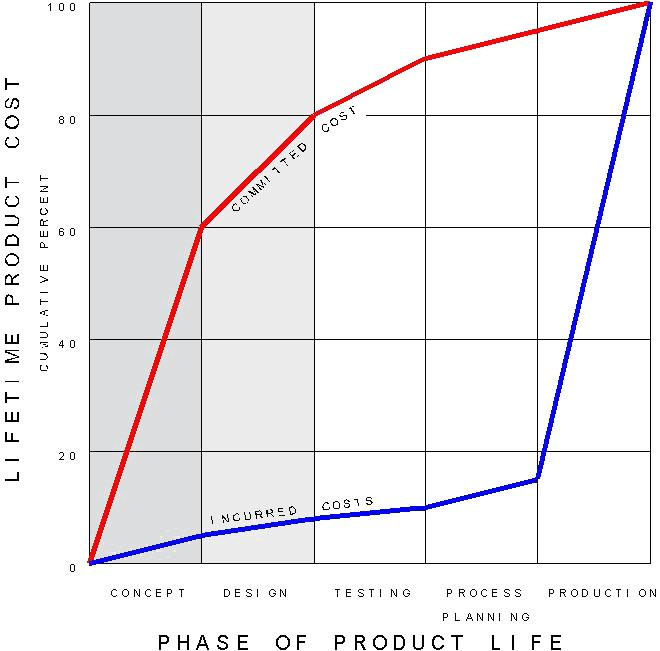 LIFETIME PRODUCT COST
CUMULATIVE PERCENT
100
80
60
40
20
0
COMMITTED COST
INCURRED COSTS
CONCEPT
DESIGN
TESTING
PROCESS
PLANNING
PRODUCTION
PHASE OF PRODUCT LIFE